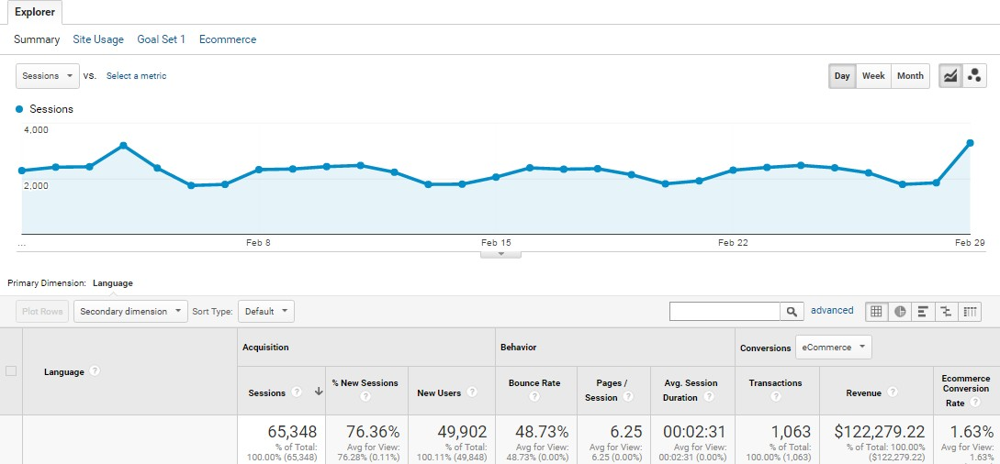 Explorer
Summary Site Usage Goal Set 1 Ecommerce
Sessions vs. Select a metric
Day Week Month
Sessions
4,000
2,000
... Feb 8 Feb 15 Feb 22 Feb 29
Primary Dimension: Language
Plot Rows Secondary dimension Sort Type: Default advanced
Acquisition Behavior Conversions eCommerce
Language ?
Sessions ? % New Sessions ? New Users ? Bounce Rate ? Pages / Session ? Avg. Session Duration ? Transactions ? Revenue ? Ecommerce Conversion Rate ?
65,348 76.36% 49,902 48.73% 6.25 00:02:31 1,063 $122,279.22 1.63%
% of Total: Avg for View: % of Total: Avg for View: Avg for View: Avg for View: % of Total: % of Total: 100.00% Avg for View:
100.00% (65,348) 76.28% (0.11%) 100.11% (49,848) 48.73% (0.00%) 6.25 (0.00%) 00:02:31 (0.00%) 100.00% (1,063) ($122,279.22) 1.63%